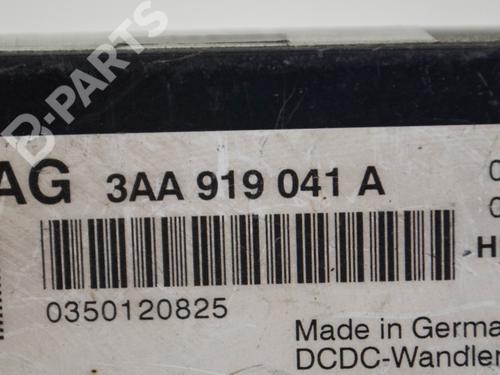 B-PARTS
AG 3AA 919 041 A
0350120825
H
Made in Germa
DCDC-Wandler